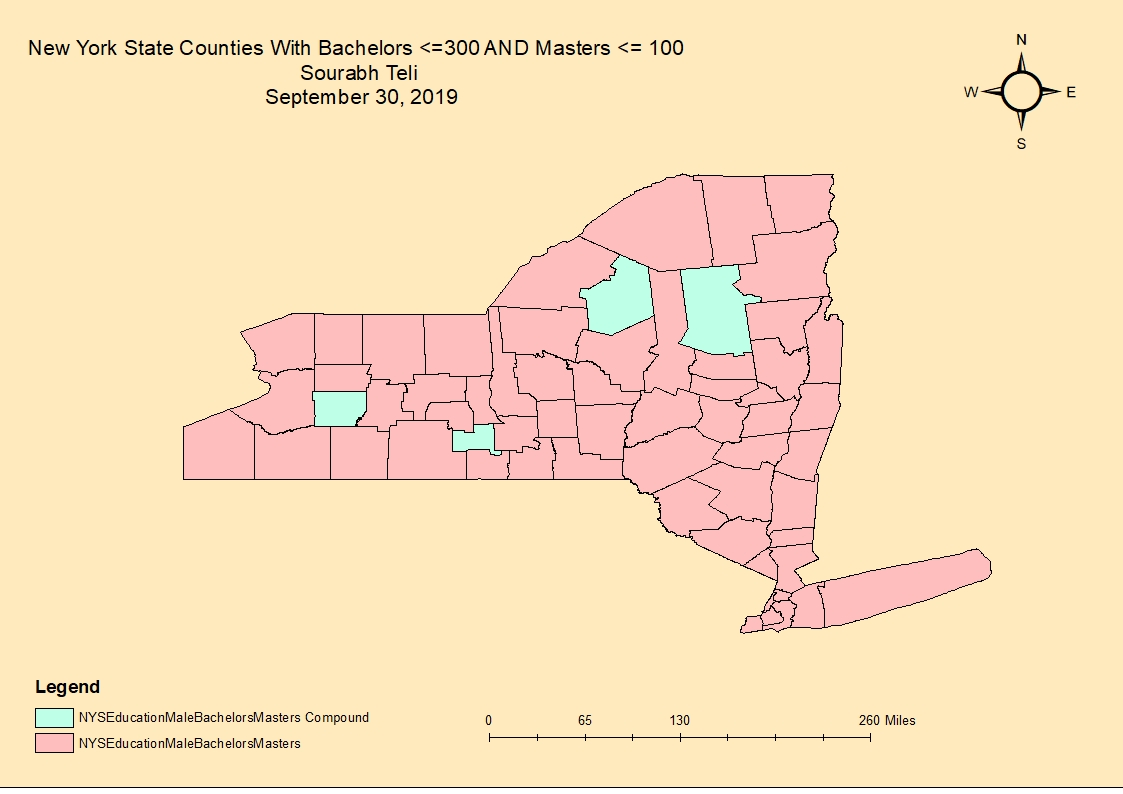 New York State Counties With Bachelors <=300 AND Masters <= 100
Sourabh Teli
September 30, 2019
N
W E
S
Legend
NYSEducationMaleBachelorsMasters Compound
NYSEducationMaleBachelorsMasters
0 65 130 260 Miles